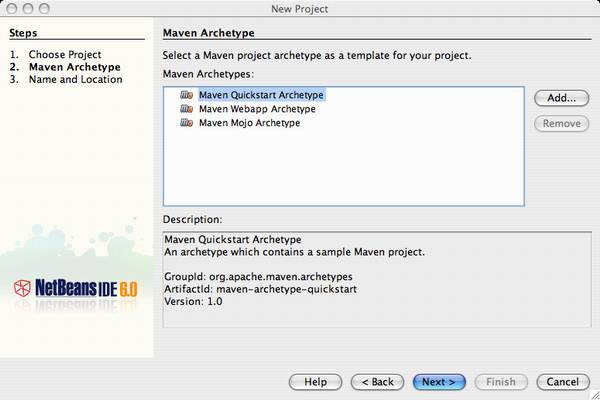 New Project
Steps
1. Choose Project
2. Maven Archetype
3. Name and Location
Maven Archetype
Select a Maven project archetype as a template for your project.
Maven Archetypes:
Maven Quickstart Archetype
Maven Webapp Archetype
Maven Mojo Archetype
Add...
Remove
Description:
Maven Quickstart Archetype
An archetype which contains a sample Maven project.
GroupId: org.apache.maven.archetypes
ArtifactId: maven-archetype-quickstart
Version: 1.0
NetBeans IDE 6.0
Help
< Back
Next >
Finish
Cancel